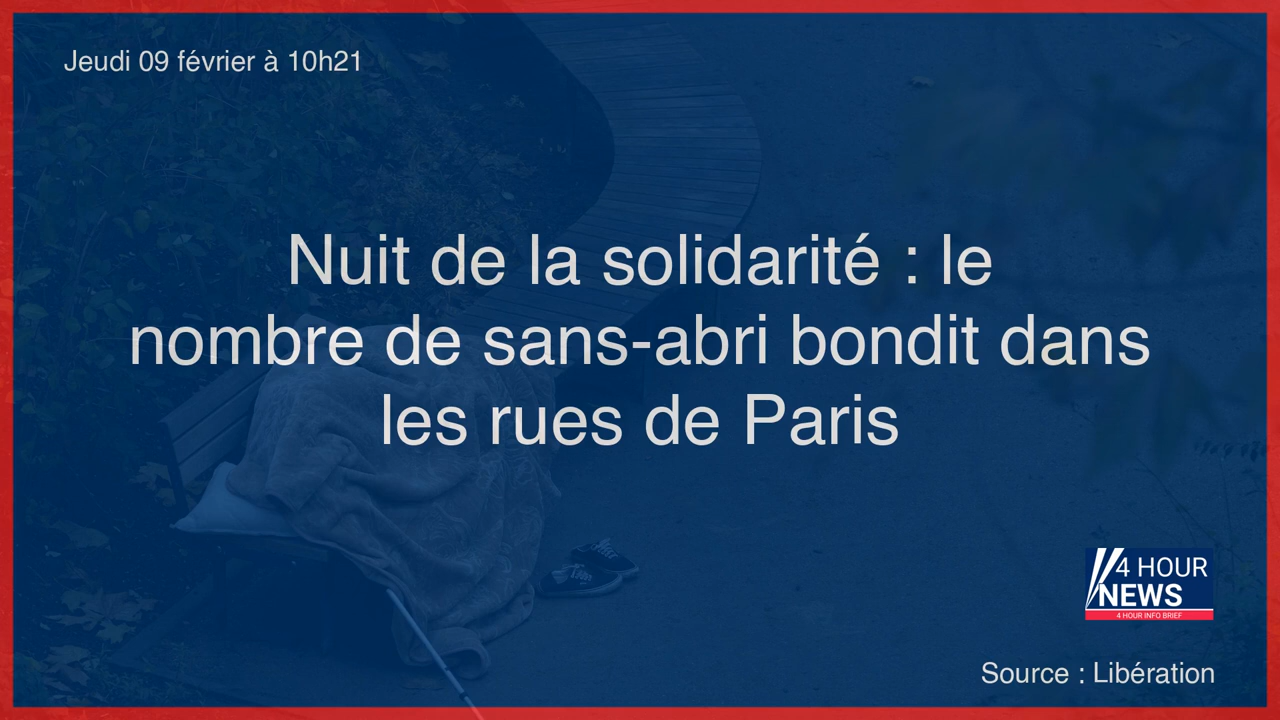 Jeudi 09 février à 10h21
Nuit de la solidarité : le
nombre de sans-abri bondit dans
les rues de Paris
4 HOUR
NEWS
4 HOUR INFO BRIEF
Source : Libération